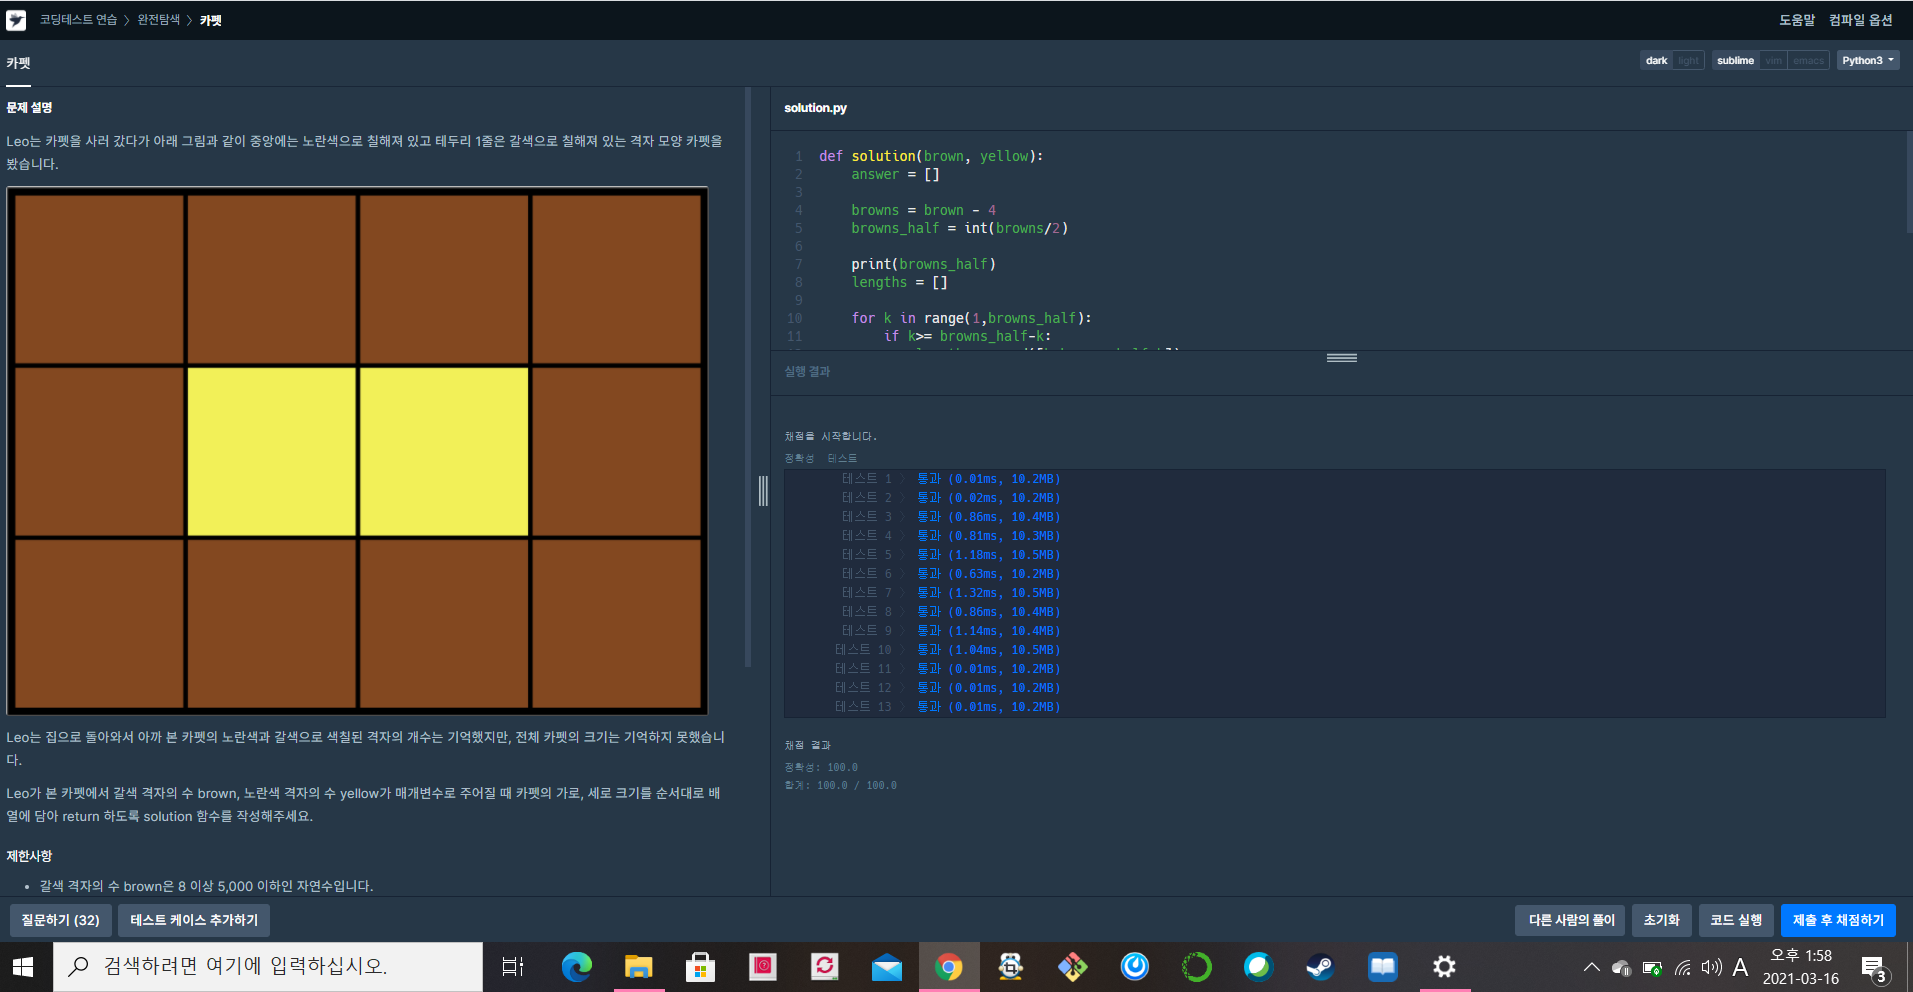 코딩테스트 연습 〉 완전탐색 〉 카펫
도움말 컴파일 옵션
카펫
dark light sublime vim emacs Python3
문제 설명
Leo는 카펫을 사러 갔다가 아래 그림과 같이 중앙에는 노란색으로 칠해져 있고 테두리 1줄은 갈색으로 칠해져 있는 격자 모양 카펫을
봤습니다.
Leo는 집으로 돌아와서 아까 본 카펫의 노란색과 갈색으로 색칠된 격자의 개수는 기억했지만, 전체 카펫의 크기는 기억하지 못했습니
다.
Leo가 본 카펫에서 갈색 격자의 수 brown, 노란색 격자의 수 yellow가 매개변수로 주어질 때 카펫의 가로, 세로 크기를 순서대로 배
열에 담아 return 하도록 solution 함수를 작성해주세요.
제한사항
• 갈색 격자의 수 brown은 8 이상 5,000 이하인 자연수입니다.
solution.py
1 def solution(brown, yellow):
2 answer = []
3
4 browns = brown - 4
5 browns_half = int(browns/2)
6
7 print(browns_half)
8 lengths = []
9
10 for k in range(1,browns_half):
11 if k>= browns_half-k:
실행 결과
채점을 시작합니다.
정확성 테스트
테스트 1 〉 통과 (0.01ms, 10.2MB)
테스트 2 〉 통과 (0.02ms, 10.2MB)
테스트 3 〉 통과 (0.86ms, 10.4MB)
테스트 4 〉 통과 (0.81ms, 10.3MB)
테스트 5 〉 통과 (1.18ms, 10.5MB)
테스트 6 〉 통과 (0.63ms, 10.2MB)
테스트 7 〉 통과 (1.32ms, 10.5MB)
테스트 8 〉 통과 (0.86ms, 10.4MB)
테스트 9 〉 통과 (1.14ms, 10.4MB)
테스트 10 〉 통과 (1.04ms, 10.5MB)
테스트 11 〉 통과 (0.01ms, 10.2MB)
테스트 12 〉 통과 (0.01ms, 10.2MB)
테스트 13 〉 통과 (0.01ms, 10.2MB)
채점 결과
정확성: 100.0
합계: 100.0 / 100.0
질문하기 (32) 테스트 케이스 추가하기
다른 사람의 풀이 초기화 코드 실행 제출 후 채점하기
검색하려면 여기에 입력하십시오.
A
오후 1:58
2021-03-16
3